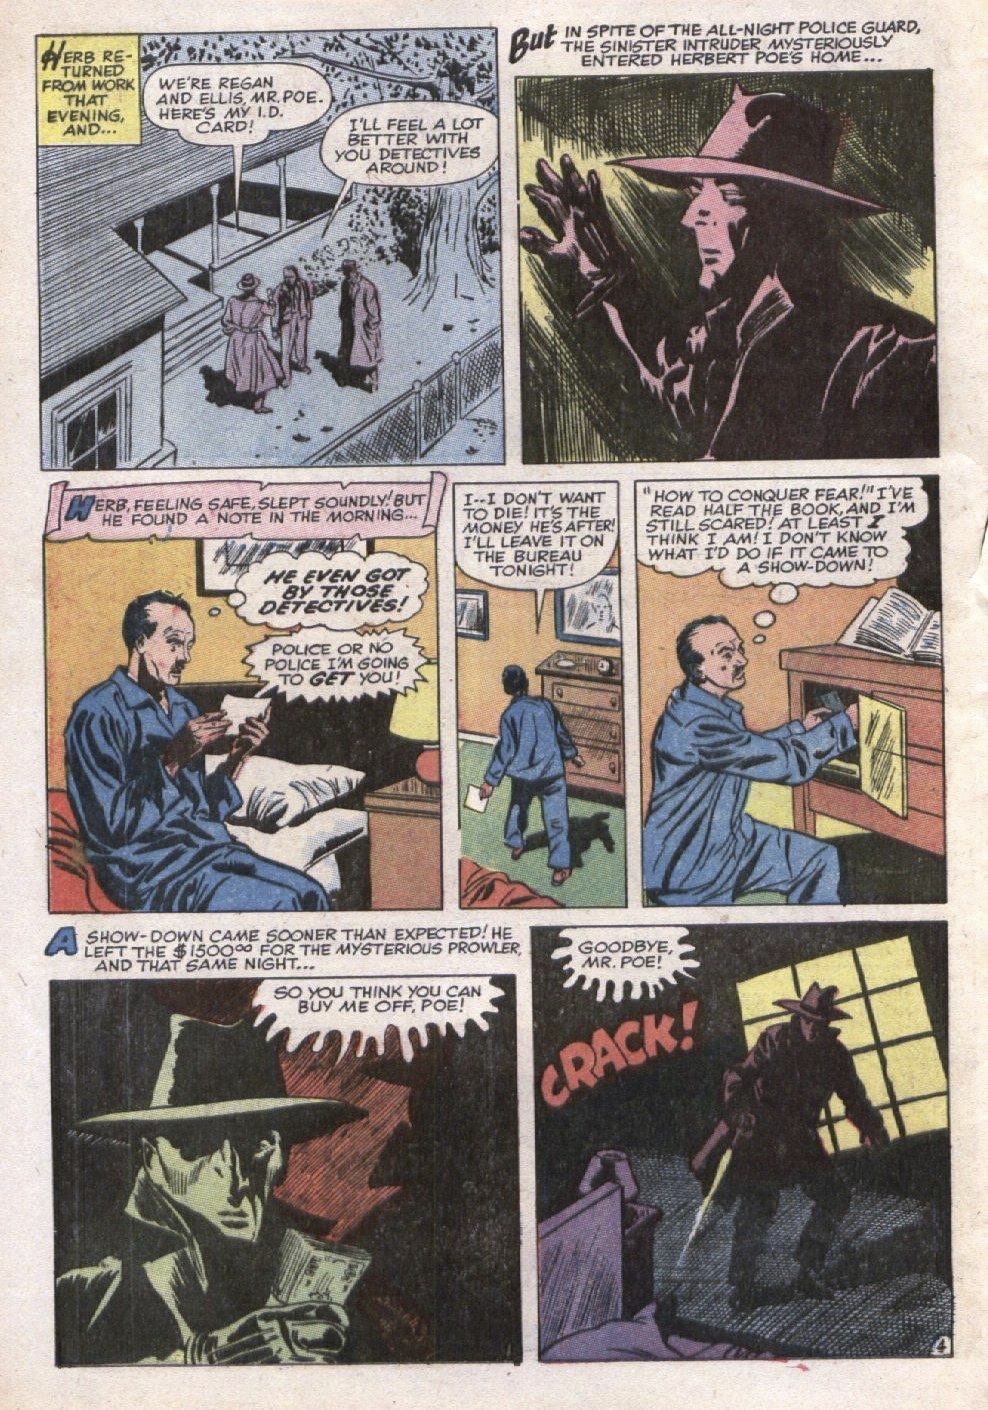 HERB RE-
TURNED
FROM WORK
THAT
EVENING,
AND...
WE'RE REGAN
AND ELLIS, MR. POE.
HERE'S MY I.D.
CARD!
I'LL FEEL A LOT
BETTER WITH
YOU DETECTIVES
AROUND!
But IN SPITE OF THE ALL-NIGHT POLICE GUARD,
THE SINISTER INTRUDER MYSTERIOUSLY
ENTERED HERBERT POE'S HOME...
HERB, FEELING SAFE, SLEPT SOUNDLY! BUT
HE FOUND A NOTE IN THE MORNING...
HE EVEN GOT
BY THOSE
DETECTIVES!
POLICE OR NO
POLICE I'M GOING
TO GET YOU!
I--I DON'T WANT
TO DIE! IT'S THE
MONEY HE'S AFTER!
I'LL LEAVE IT ON
THE BUREAU
TONIGHT!
"HOW TO CONQUER FEAR!" I'VE
READ HALF THE BOOK, AND I'M
STILL SCARED! AT LEAST I
THINK I AM! I DON'T KNOW
WHAT I'D DO IF IT CAME TO
A SHOW-DOWN!
A SHOW-DOWN CAME SOONER THAN EXPECTED! HE
LEFT THE $1500.00 FOR THE MYSTERIOUS PROWLER,
AND THAT SAME NIGHT...
SO YOU THINK YOU CAN
BUY ME OFF, POE!
GOODBYE,
MR. POE!
CRACK!
4